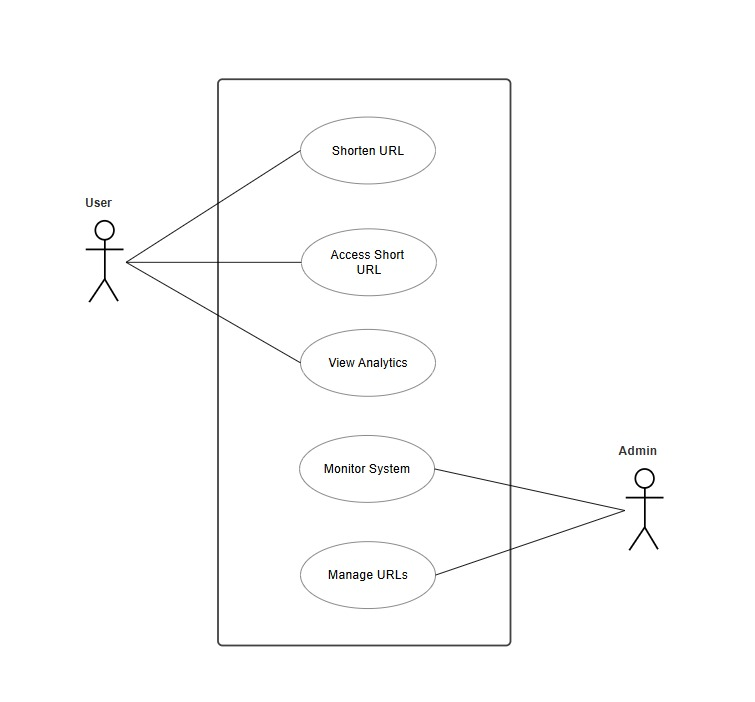 Shorten URL
User
Access Short
URL
View Analytics
Admin
Monitor System
Manage URLs